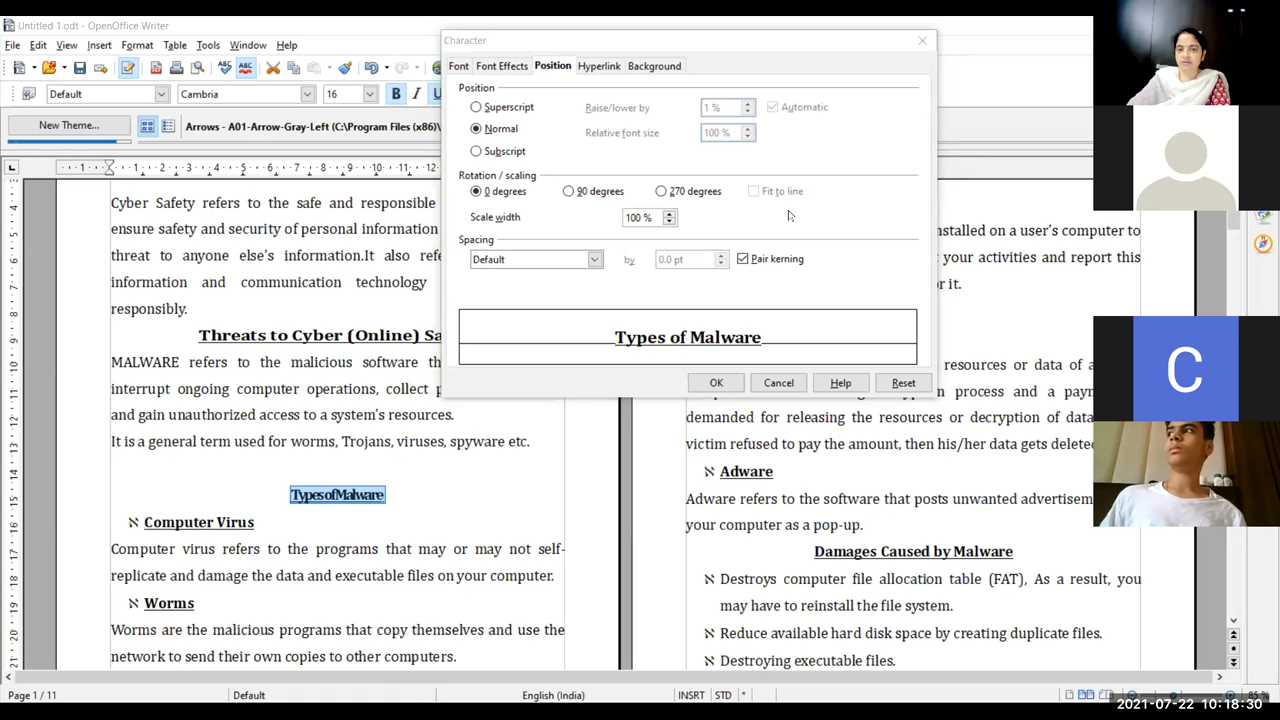 Untitled 1.odt - OpenOffice Writer
File Edit View Insert Format Table Tools Window Help
Default Cambria 16 B I U
New Theme... Arrows - A01-Arrow-Gray-Left (C:\Program Files (x86)\
Character
Font Font Effects Position Hyperlink Background
Position
Superscript Raise/lower by 1 % Automatic
Normal Relative font size 100 %
Subscript
Rotation / scaling
0 degrees 90 degrees 270 degrees Fit to line
Scale width 100 %
Spacing
Default by 0.0 pt Pair kerning
Types of Malware
OK Cancel Help Reset
Cyber Safety refers to the safe and responsible
ensure safety and security of personal information
threat to anyone else's information.It also refe
information and communication technology
responsibly.
Threats to Cyber (Online) Sa
MALWARE refers to the malicious software th
interrupt ongoing computer operations, collect
and gain unauthorized access to a system's resources.
It is a general term used for worms, Trojans, viruses, spyware etc.
Types of Malware
Computer Virus
Computer virus refers to the programs that may or may not self-
replicate and damage the data and executable files on your computer.
Worms
Worms are the malicious programs that copy themselves and use the
network to send their own copies to other computers.
nstalled on a user's computer to
your activities and report this
or it.
resources or data of a
process and a paym
demanded for releasing the resources or decryption of data
victim refused to pay the amount, then his/her data gets delete
Adware
Adware refers to the software that posts unwanted advertisem
your computer as a pop-up.
Damages Caused by Malware
Destroys computer file allocation table (FAT), As a result, you
may have to reinstall the file system.
Reduce available hard disk space by creating duplicate files.
Destroying executable files.
C
Page 1 / 11 Default English (India) INSRT STD * 85 %
2021-07-22 10:18:30